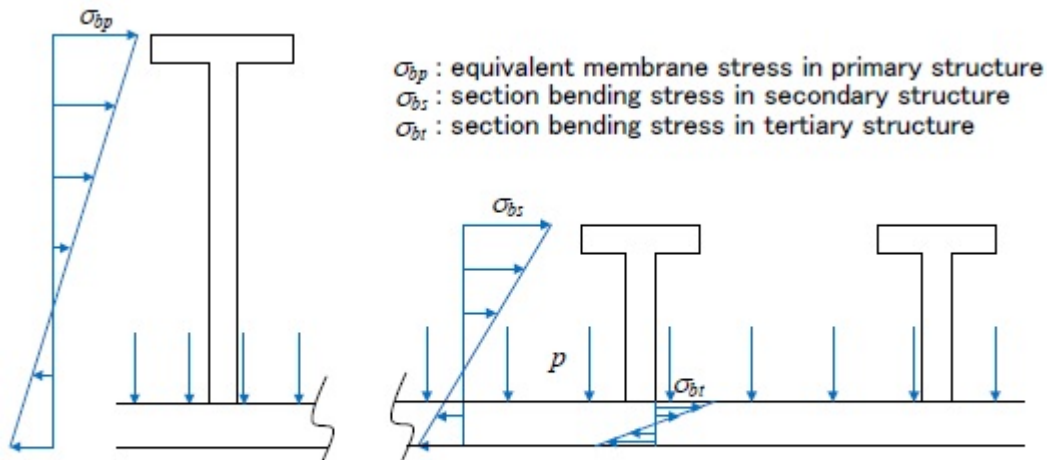 σbp
σbp : equivalent membrane stress in primary structure
σbs : section bending stress in secondary structure
σbt : section bending stress in tertiary structure
σbs
p
σbt